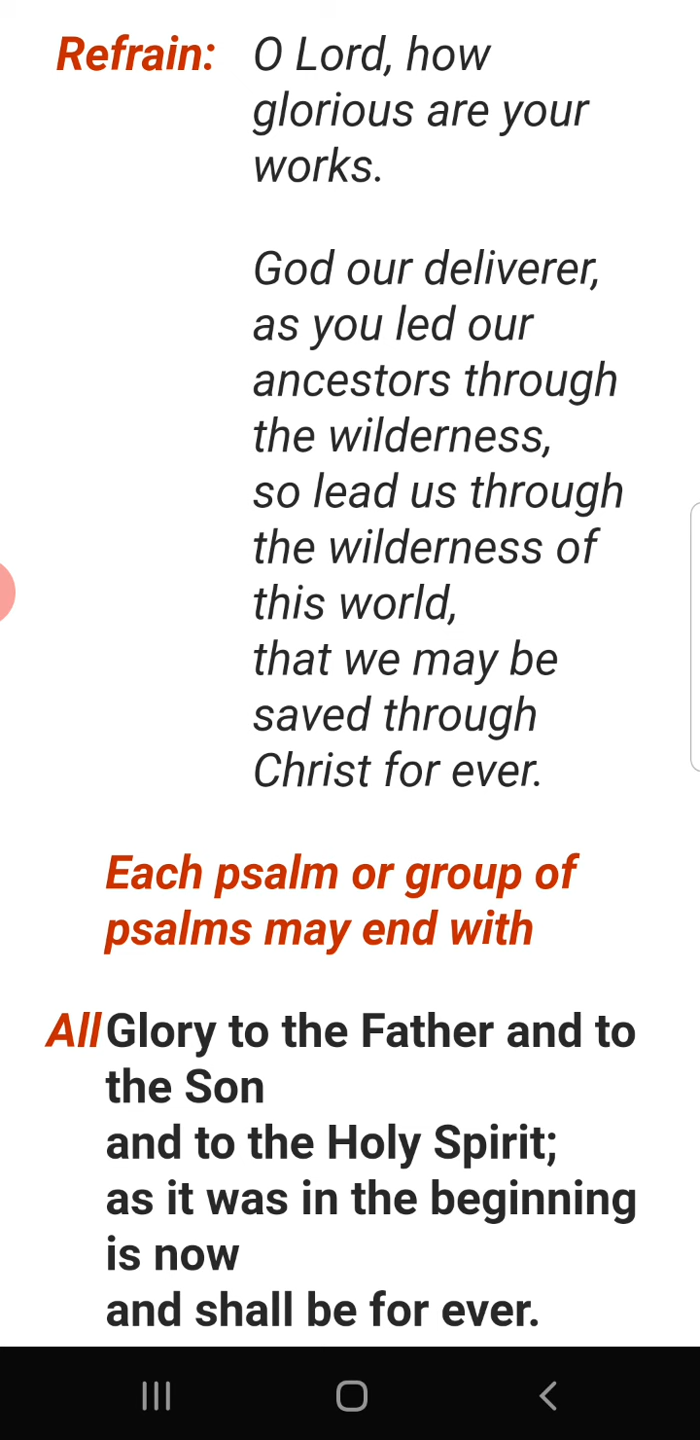 Refrain: O Lord, how
glorious are your
works.
God our deliverer,
as you led our
ancestors through
the wilderness,
so lead us through
the wilderness of
this world,
that we may be
saved through
Christ for ever.
Each psalm or group of
psalms may end with
All Glory to the Father and to
the Son
and to the Holy Spirit;
as it was in the beginning
is now
and shall be for ever.